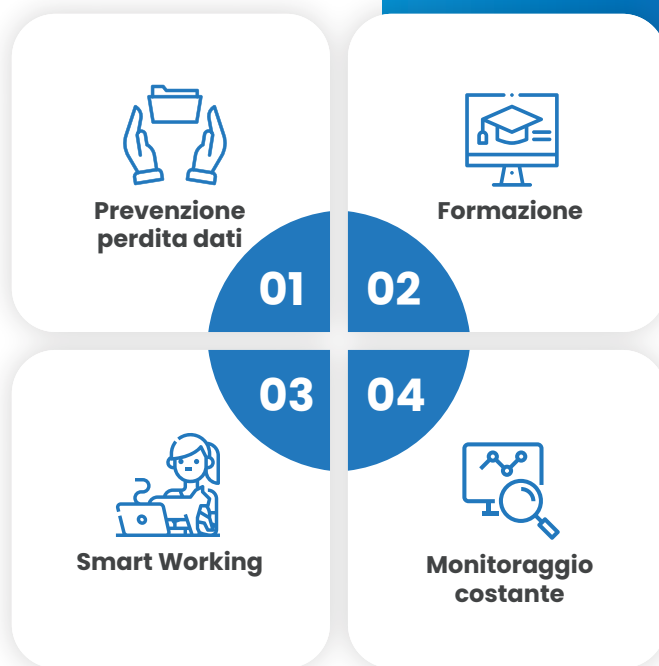 Prevenzione
perdita dati
01
Formazione
02
03
Smart Working
04
Monitoraggio
costante